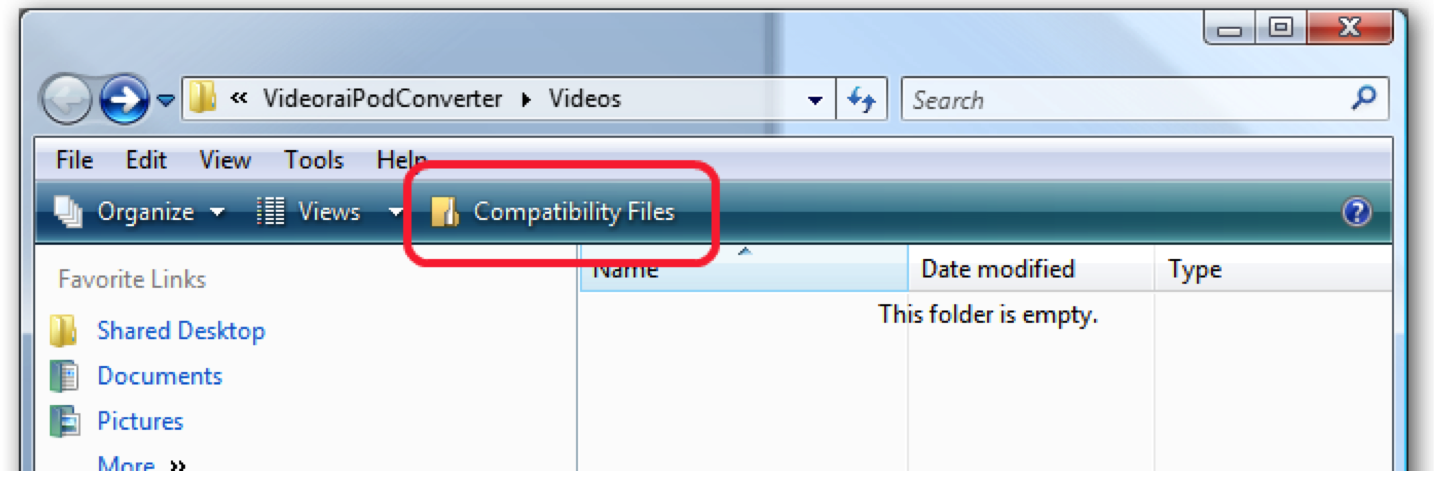 « VideoraiPodConverter ▸ Videos Search
File Edit View Tools Help
Organize Views Compatibility Files
Favorite Links
Name Date modified Type
This folder is empty.
Shared Desktop
Documents
Pictures
More »